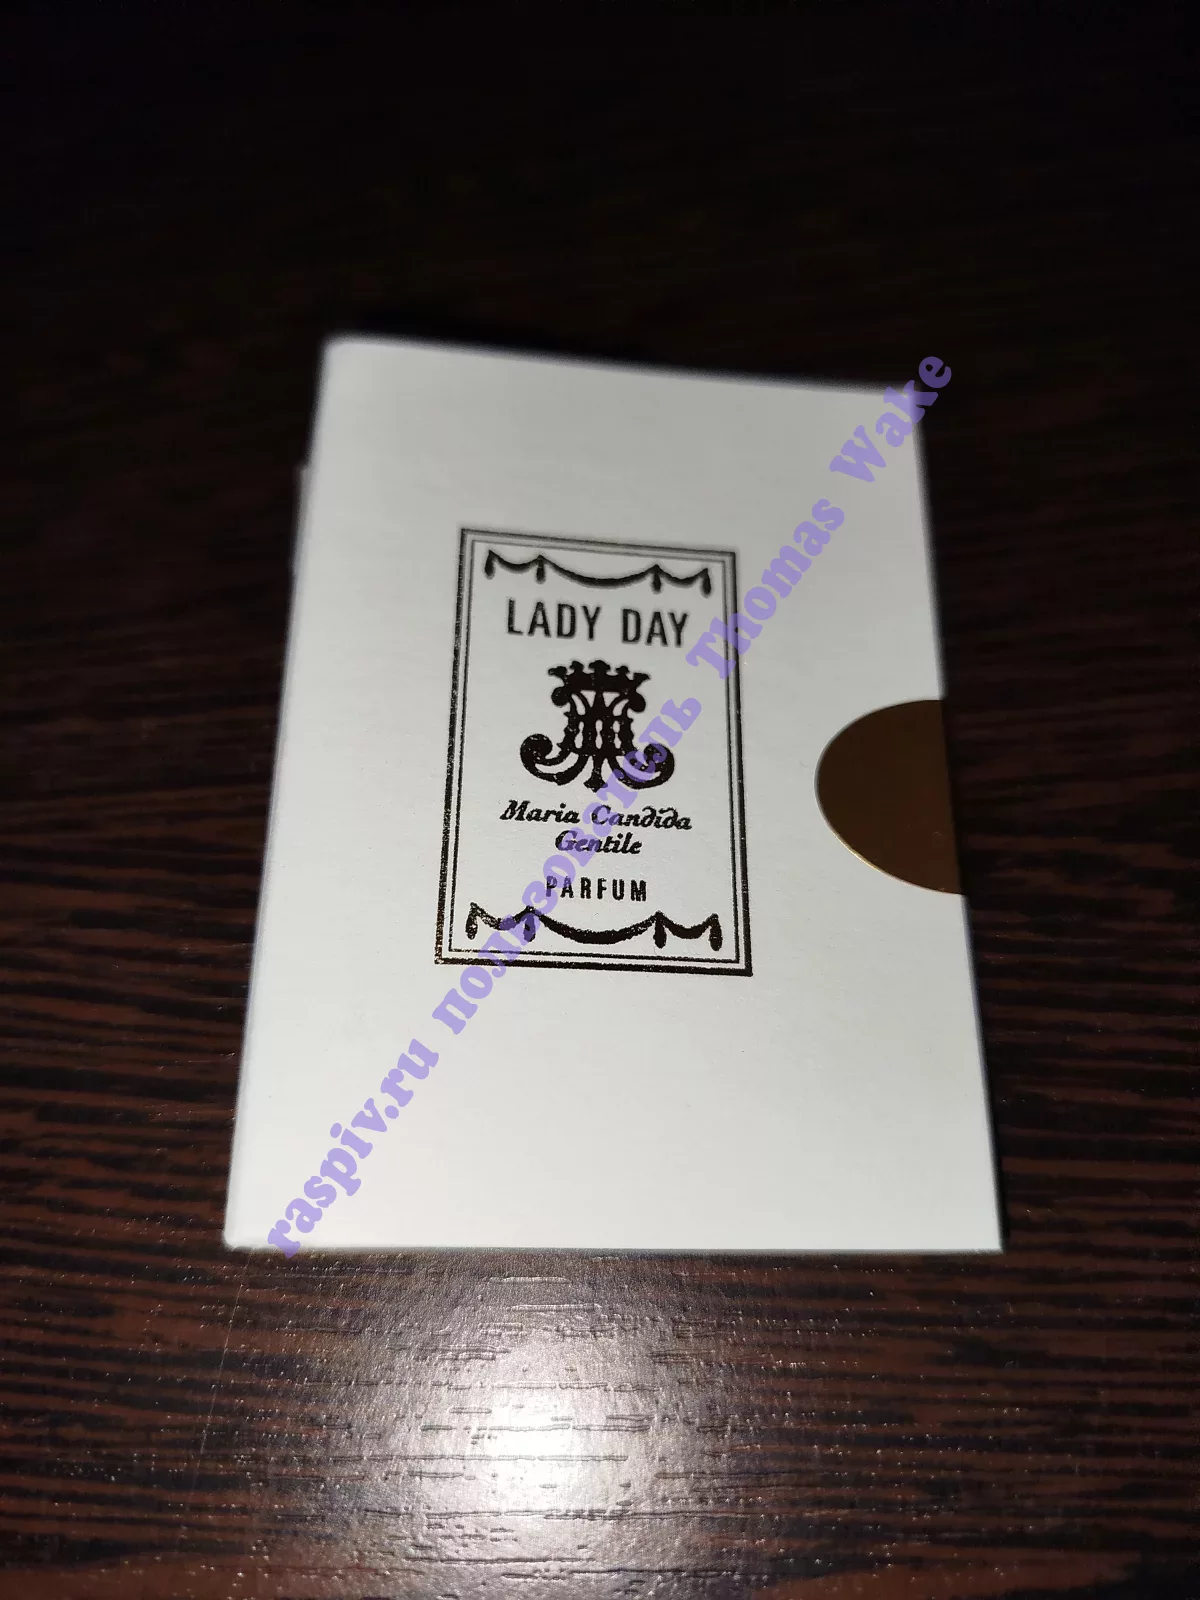 LADY DAY
Maria Candida
Gentile
PARFUM
raspiv.ru пользователь Thomas Wake